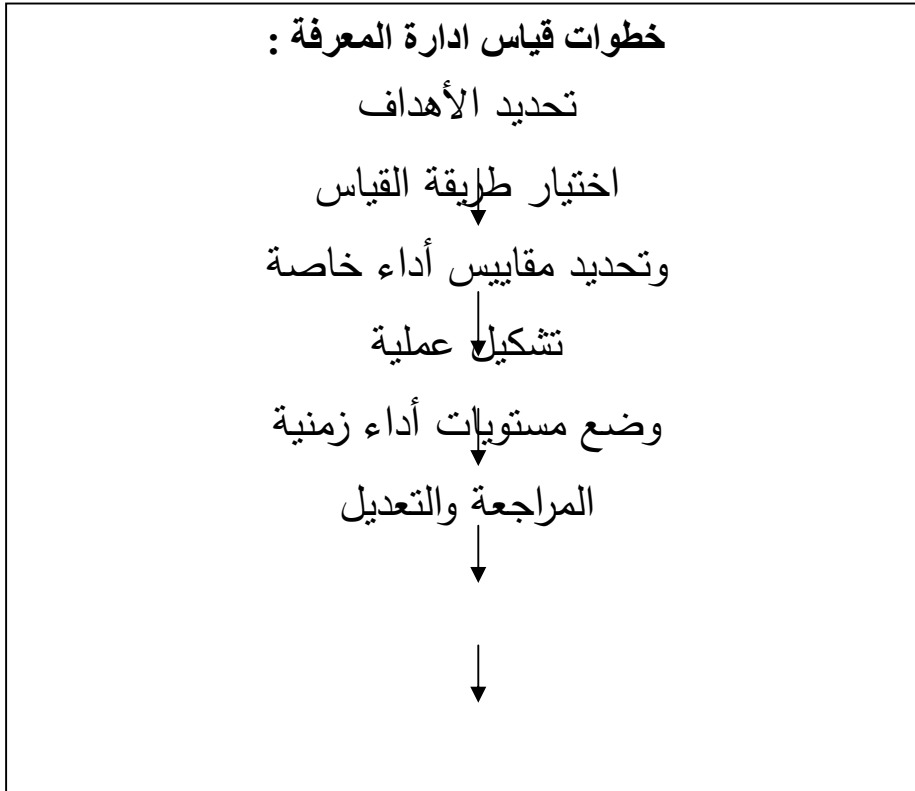 خطوات قياس ادارة المعرفة :
تحديد الأهداف
اختيار طريقة القياس
وتحديد مقاييس أداء خاصة
تشكيل عملية
وضع مستويات أداء زمنية
المراجعة والتعديل